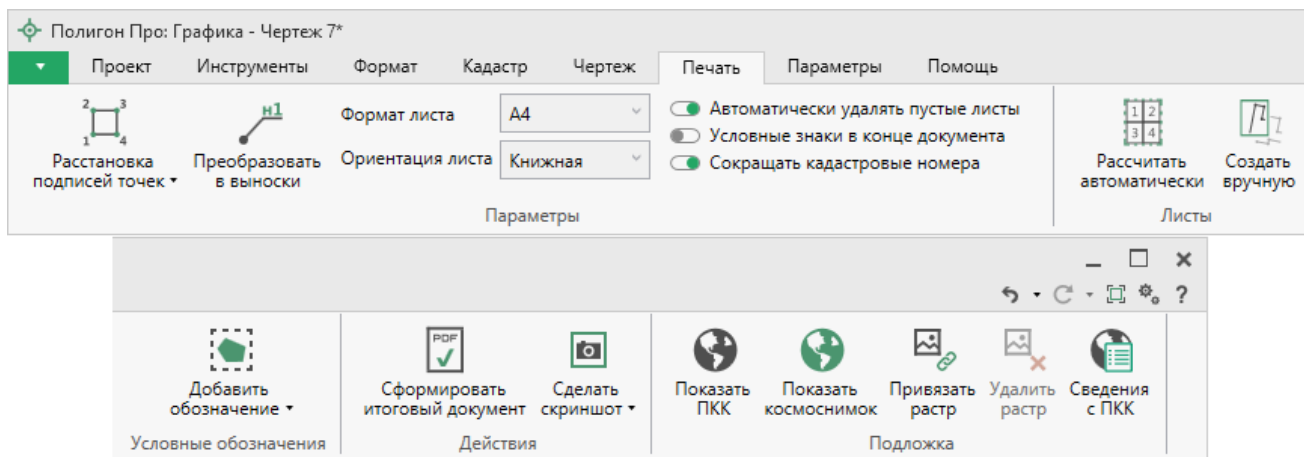 Полигон Про: Графика - Чертеж 7*
Проект Инструменты Формат Кадастр Чертеж Печать Параметры Помощь
2 3
1 4
Расстановка
подписей точек
н1
Преобразовать
в выноски
Формат листа А4
Ориентация листа Книжная
Автоматически удалять пустые листы
Условные знаки в конце документа
Сокращать кадастровые номера
Параметры
1 2
3 4
Рассчитать
автоматически
Создать
вручную
Листы
?
Добавить
обозначение
Условные обозначения
PDF
Сформировать
итоговый документ
Сделать
скриншот
Действия
Показать
ПКК
Показать
космоснимок
Привязать
растр
Удалить
растр
Сведения
с ПКК
Подложка